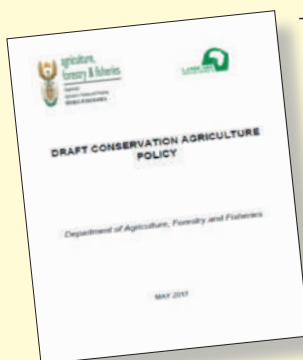 agriculture,
forestry & fisheries
DRAFT CONSERVATION AGRICULTURE
POLICY
Department of Agriculture, Forestry and Fisheries
MAY 2017